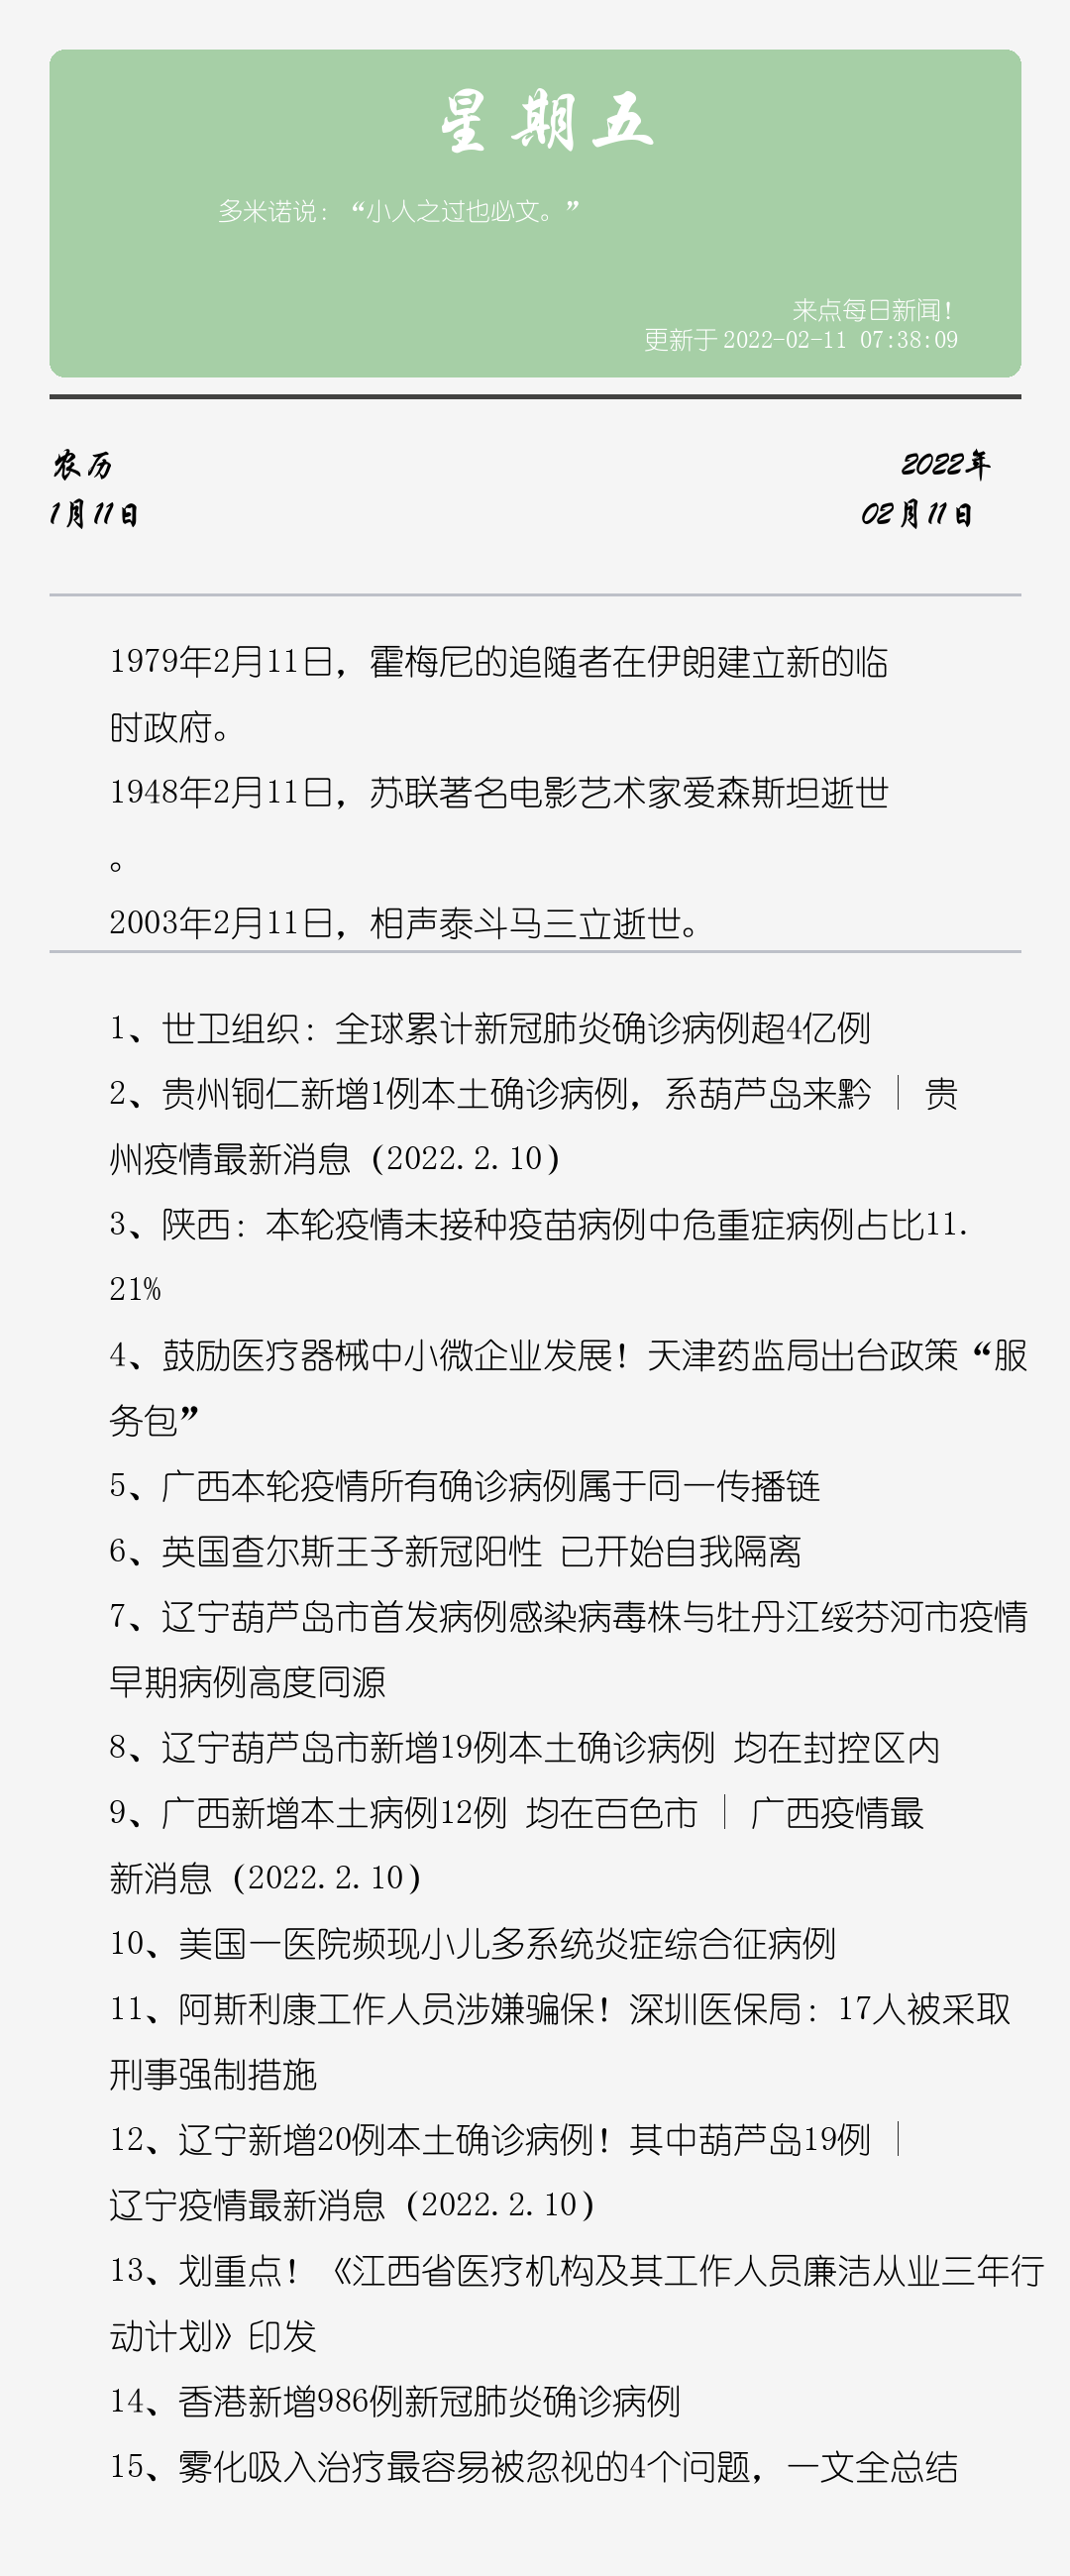 星期五
多米诺说：“小人之过也必文。”
来点每日新闻！
更新于 2022-02-11 07:38:09
农历
2022年
1月11日
02月11日
1979年2月11日，霍梅尼的追随者在伊朗建立新的临
时政府。
1948年2月11日，苏联著名电影艺术家爱森斯坦逝世
。
2003年2月11日，相声泰斗马三立逝世。
1、世卫组织：全球累计新冠肺炎确诊病例超4亿例
2、贵州铜仁新增1例本土确诊病例，系葫芦岛来黔 | 贵
州疫情最新消息（2022.2.10）
3、陕西：本轮疫情未接种疫苗病例中危重症病例占比11.
21%
4、鼓励医疗器械中小微企业发展！天津药监局出台政策“服
务包”
5、广西本轮疫情所有确诊病例属于同一传播链
6、英国查尔斯王子新冠阳性 已开始自我隔离
7、辽宁葫芦岛市首发病例感染病毒株与牡丹江绥芬河市疫情
早期病例高度同源
8、辽宁葫芦岛市新增19例本土确诊病例 均在封控区内
9、广西新增本土病例12例 均在百色市 | 广西疫情最
新消息（2022.2.10）
10、美国一医院频现小儿多系统炎症综合征病例
11、阿斯利康工作人员涉嫌骗保！深圳医保局：17人被采取
刑事强制措施
12、辽宁新增20例本土确诊病例！其中葫芦岛19例 |
辽宁疫情最新消息（2022.2.10）
13、划重点！《江西省医疗机构及其工作人员廉洁从业三年行
动计划》印发
14、香港新增986例新冠肺炎确诊病例
15、雾化吸入治疗最容易被忽视的4个问题，一文全总结